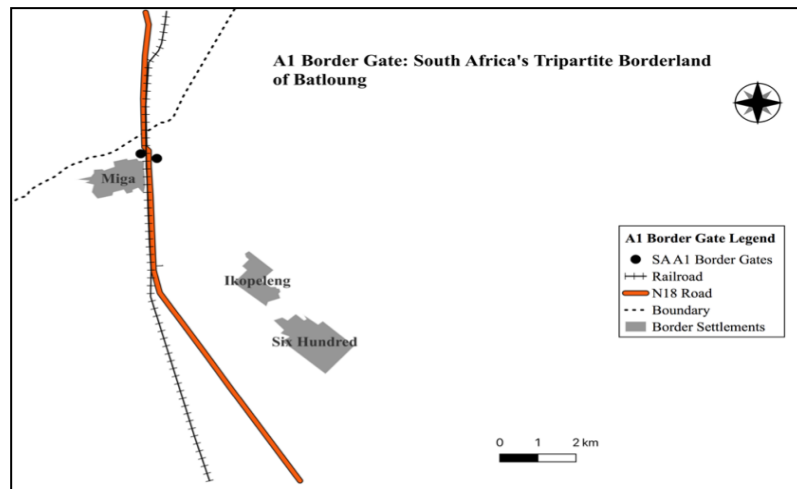 A1 Border Gate: South Africa's Tripartite Borderland
of Batloung
Miga
Ikopeleng
Six Hundred
A1 Border Gate Legend
SA A1 Border Gates
Railroad
N18 Road
Boundary
Border Settlements
0 1 2 km